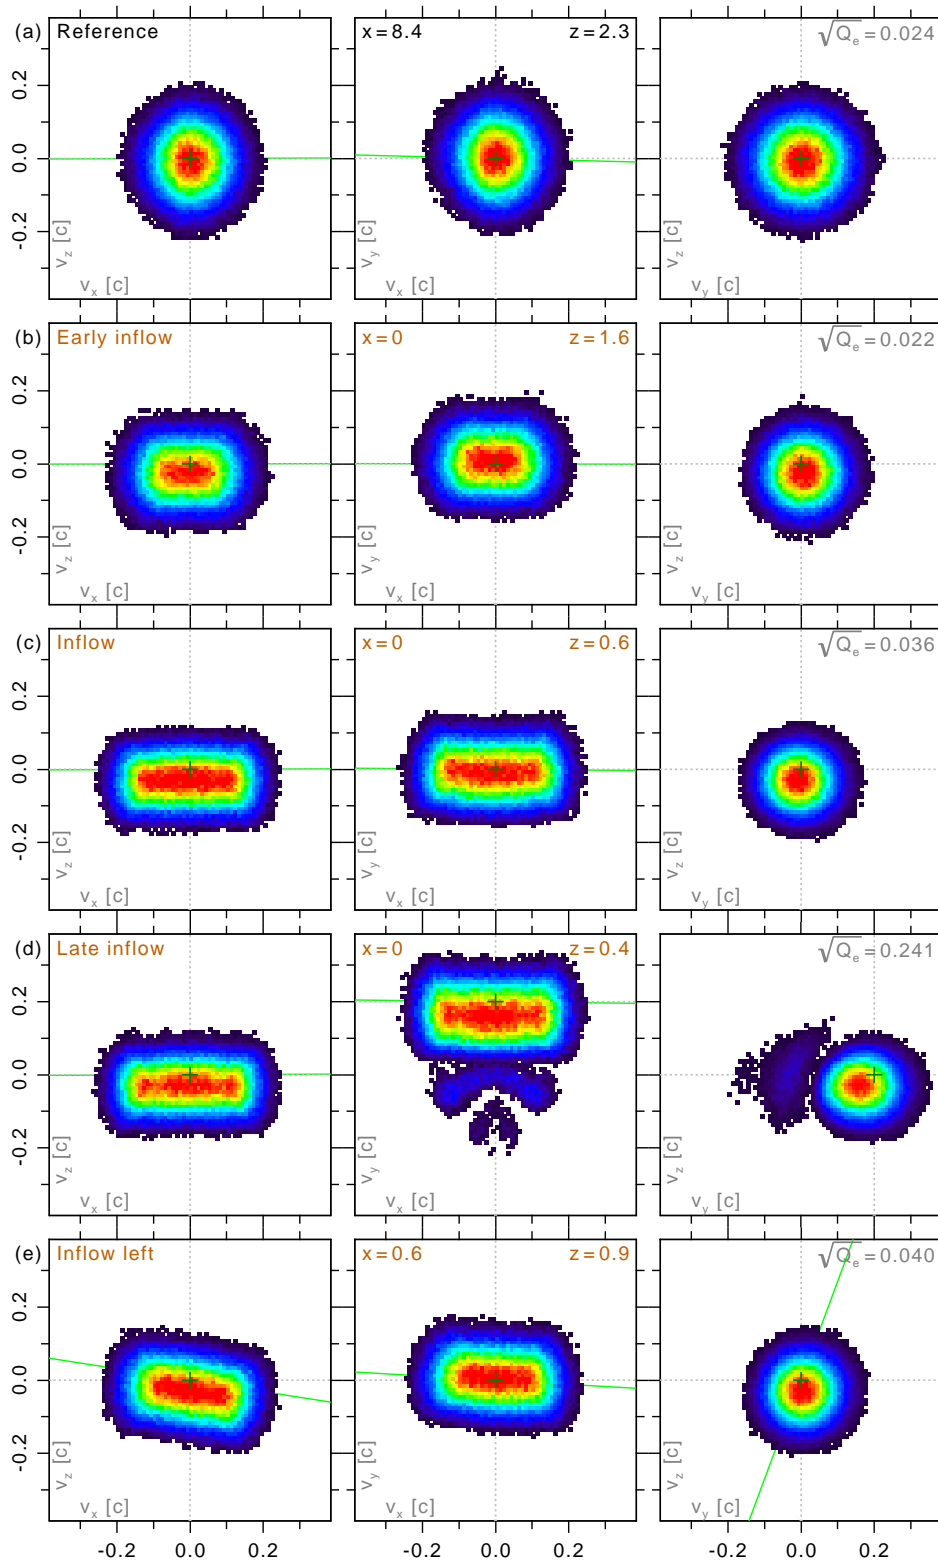 (a) Reference x=8.4 z=2.3 √Qe=0.024
0.2
0.0
-0.2
vz [c] vy [c] vz [c]
vx [c] vx [c] vy [c]
(b) Early inflow x=0 z=1.6 √Qe=0.022
0.2
0.0
-0.2
vz [c] vy [c] vz [c]
vx [c] vx [c] vy [c]
(c) Inflow x=0 z=0.6 √Qe=0.036
0.2
0.0
-0.2
vz [c] vy [c] vz [c]
vx [c] vx [c] vy [c]
(d) Late inflow x=0 z=0.4 √Qe=0.241
0.2
0.0
-0.2
vz [c] vy [c] vz [c]
vx [c] vx [c] vy [c]
(e) Inflow left x=0.6 z=0.9 √Qe=0.040
0.2
0.0
-0.2
vz [c] vy [c] vz [c]
vx [c] vx [c] vy [c]
-0.2 0.0 0.2 -0.2 0.0 0.2 -0.2 0.0 0.2